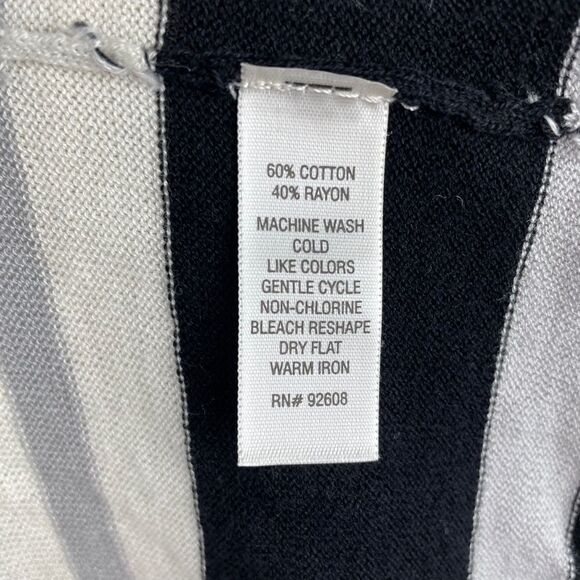 60% COTTON
40% RAYON
MACHINE WASH
COLD
LIKE COLORS
GENTLE CYCLE
NON-CHLORINE
BLEACH RESHAPE
DRY FLAT
WARM IRON
RN# 92608